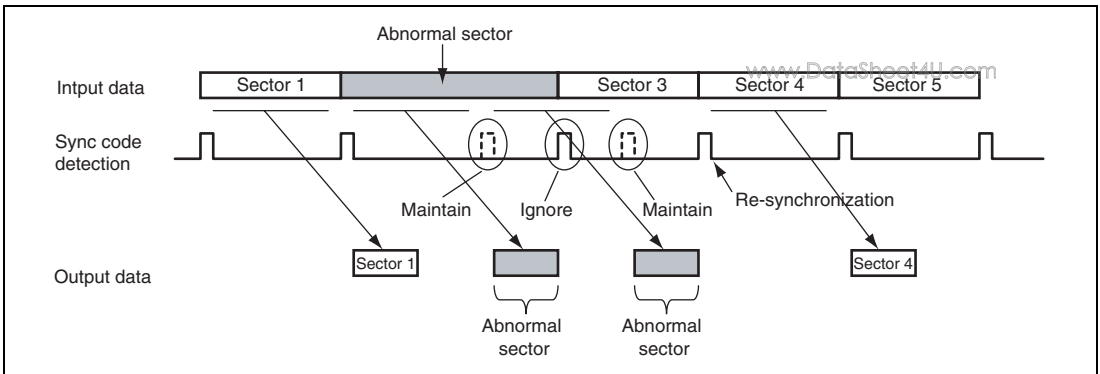 Abnormal sector
www.DataSheet4U.com
Intput data
Sector 1
Sector 3
Sector 4
Sector 5
Sync code
detection
Maintain
Ignore
Maintain
Re-synchronization
Output data
Sector 1
Sector 4
Abnormal
sector
Abnormal
sector